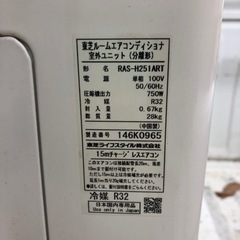 東芝ルームエアコンディショナ
室外ユニット (分離形)
形名 RAS-H251ART
電源 単相 100V
50/60Hz
圧縮機出力 750W
冷媒 R32
封入量 0.67kg
総質量 28kg
(中国製)
製造番号 146K0965
東芝ライフスタイル株式会社
15mチャージレスエアコン
冷媒 R32
日本国内専用品
Use only in Japan